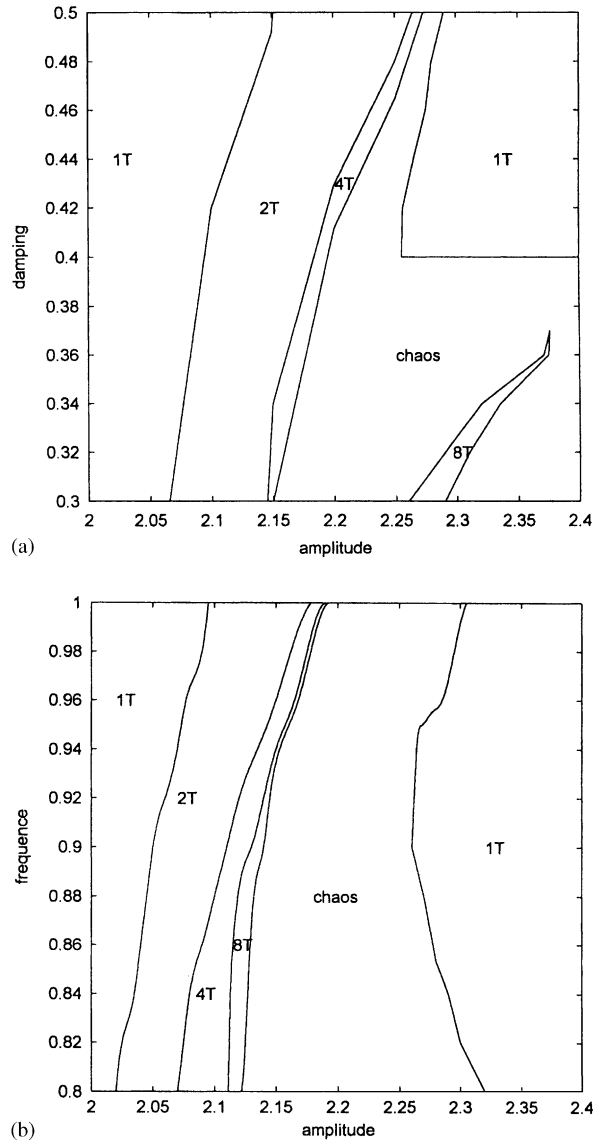 0.5
0.48
0.46
0.44
0.42
0.4
0.38
0.36
0.34
0.32
0.3
damping
1T
2T
4T
1T
chaos
8T
2
2.05
2.1
2.15
2.2
2.25
2.3
2.35
2.4
amplitude
(a)
1
0.98
0.96
0.94
0.92
0.9
0.88
0.86
0.84
0.82
0.8
frequence
1T
2T
4T
8T
chaos
1T
2
2.05
2.1
2.15
2.2
2.25
2.3
2.35
2.4
amplitude
(b)